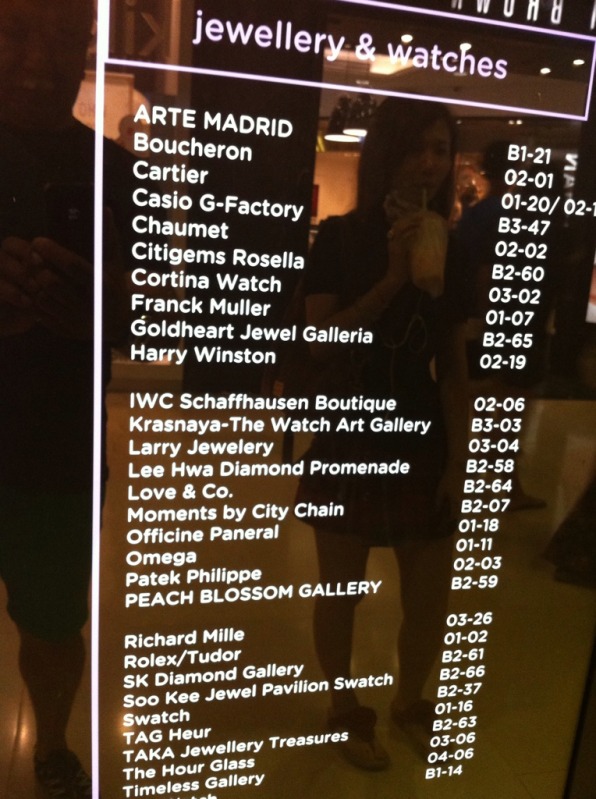 jewellery & watches
ARTE MADRID B1-21
Boucheron 02-01
Cartier 01-20/ 02-1
Casio G-Factory B3-47
Chaumet 02-02
Citigems Rosella B2-60
Cortina Watch 03-02
Franck Muller 01-07
Goldheart Jewel Galleria B2-65
Harry Winston 02-19
IWC Schaffhausen Boutique 02-06
Krasnaya-The Watch Art Gallery B3-03
Larry Jewelery 03-04
Lee Hwa Diamond Promenade B2-58
Love & Co. B2-64
Moments by City Chain B2-07
Officine Paneral 01-18
Omega 01-11
Patek Philippe 02-03
PEACH BLOSSOM GALLERY B2-59
Richard Mille 03-26
Rolex/Tudor 01-02
SK Diamond Gallery B2-61
Soo Kee Jewel Pavilion Swatch B2-66
Swatch B2-37
TAG Heur 01-16
TAKA Jewellery Treasures B2-63
The Hour Glass 03-06
Timeless Gallery 04-06
B1-14